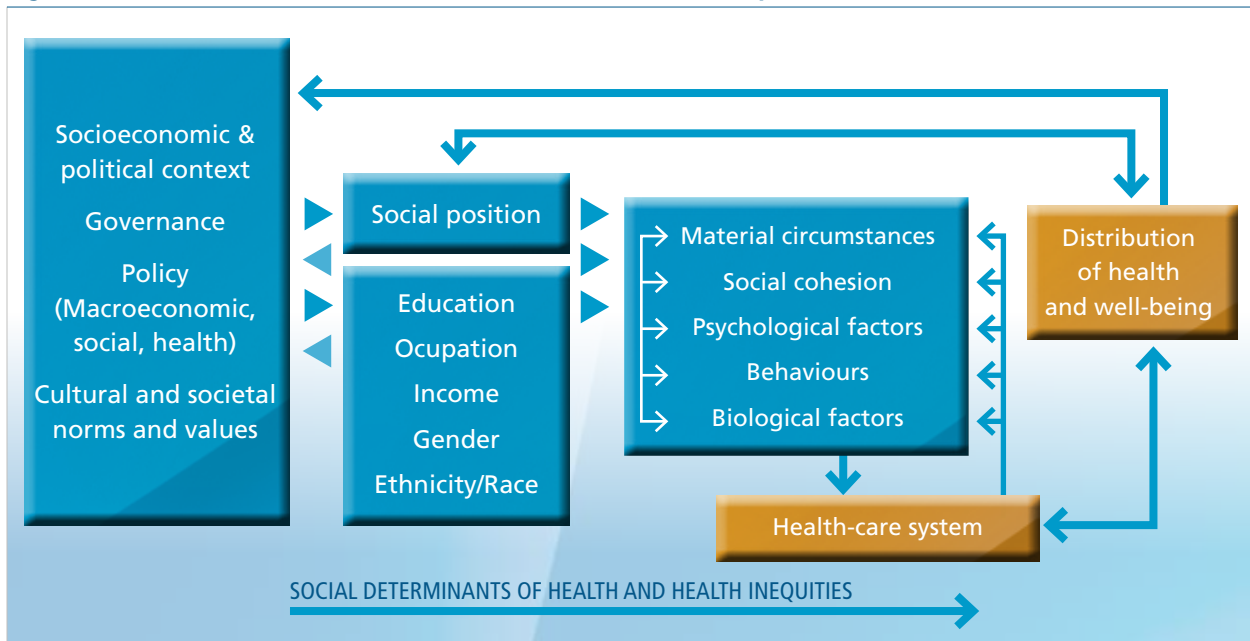 Socioeconomic &
political context
Governance
Policy
(Macroeconomic,
social, health)
Cultural and societal
norms and values
Social position
Education
Ocupation
Income
Gender
Ethnicity/Race
Material circumstances
Social cohesion
Psychological factors
Behaviours
Biological factors
Distribution
of health
and well-being
Health-care system
SOCIAL DETERMINANTS OF HEALTH AND HEALTH INEQUITIES